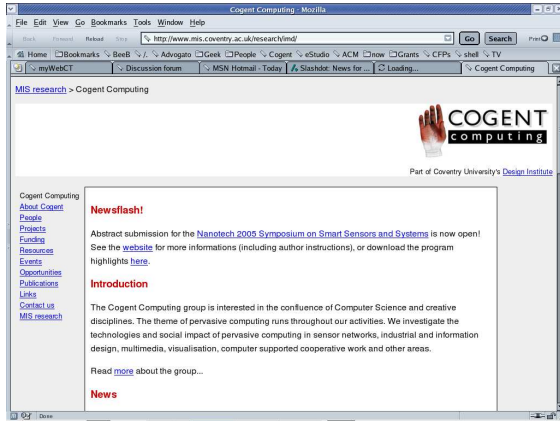 Cogent Computing - Mozilla
File Edit View Go Bookmarks Tools Window Help
Back Forward Reload Stop http://www.mis.coventry.ac.uk/research/imd/ Go Search Print
Home Bookmarks BeeB /. Advogato Geek People Cogent eStudio ACM now Grants CFPs shell TV
myWebCT Discussion forum MSN Hotmail - Today Slashdot: News for ... Loading... Cogent Computing
MIS research > Cogent Computing
COGENT
computing
Part of Coventry University's Design Institute
Cogent Computing
About Cogent
People
Projects
Funding
Resources
Events
Opportunities
Publications
Links
Contact us
MIS research
Newsflash!
Abstract submission for the Nanotech 2005 Symposium on Smart Sensors and Systems is now open!
See the website for more informations (including author instructions), or download the program
highlights here.
Introduction
The Cogent Computing group is interested in the confluence of Computer Science and creative
disciplines. The theme of pervasive computing runs throughout our activities. We investigate the
technologies and social impact of pervasive computing in sensor networks, industrial and information
design, multimedia, visualisation, computer supported cooperative work and other areas.
Read more about the group...
News
Done